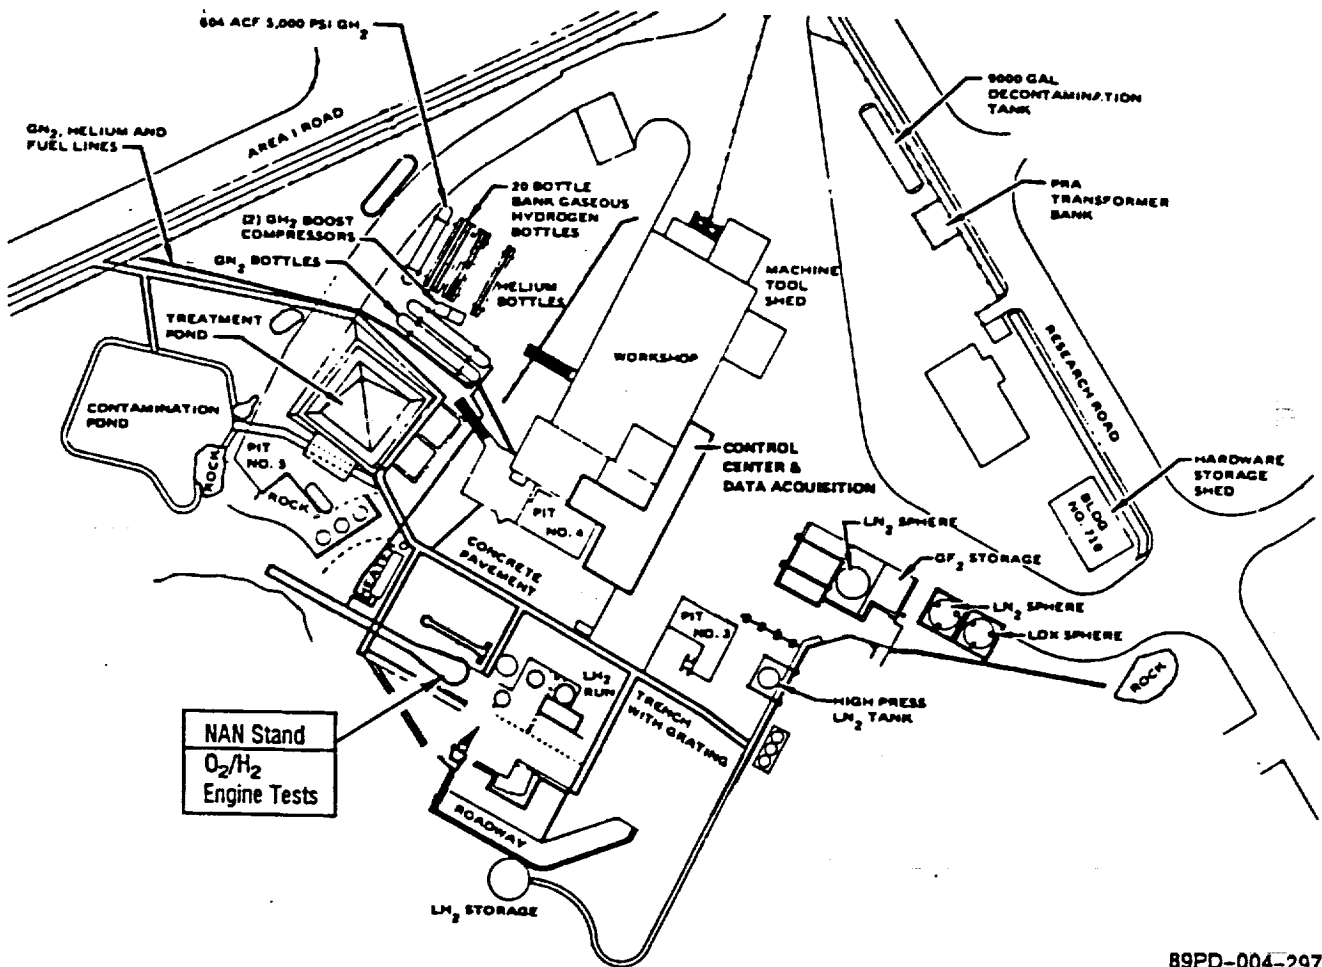 604 ACF 5,000 PSI GH2
9000 GAL
DECONTAMINATION
TANK
GN2, HELIUM AND
FUEL LINES
AREA I ROAD
20 BOTTLE
BANK GASEOUS
HYDROGEN
BOTTLES
PRA
TRANSFORMER
BANK
(2) GH2 BOOST
COMPRESSORS
GN2 BOTTLES
HELIUM
BOTTLES
MACHINE
TOOL
SHED
TREATMENT
POND
WORKSHOP
RESEARCH ROAD
CONTAMINATION
POND
PIT
NO. 5
ROCK
ROCK
CONTROL
CENTER &
DATA ACQUISITION
HARDWARE
STORAGE
SHED
BLDG
NO. 718
PIT
NO. 4
LN2 SPHERE
GF2 STORAGE
CONCRETE
PAVEMENT
HEATER
LN2 SPHERE
LOX SPHERE
PIT
NO. 3
ROCK
LH2
RUN
HIGH PRESS
LN2 TANK
TRENCH
WITH GRATING
NAN Stand
O2/H2
Engine Tests
ROADWAY
LH2 STORAGE
89PD-004-297